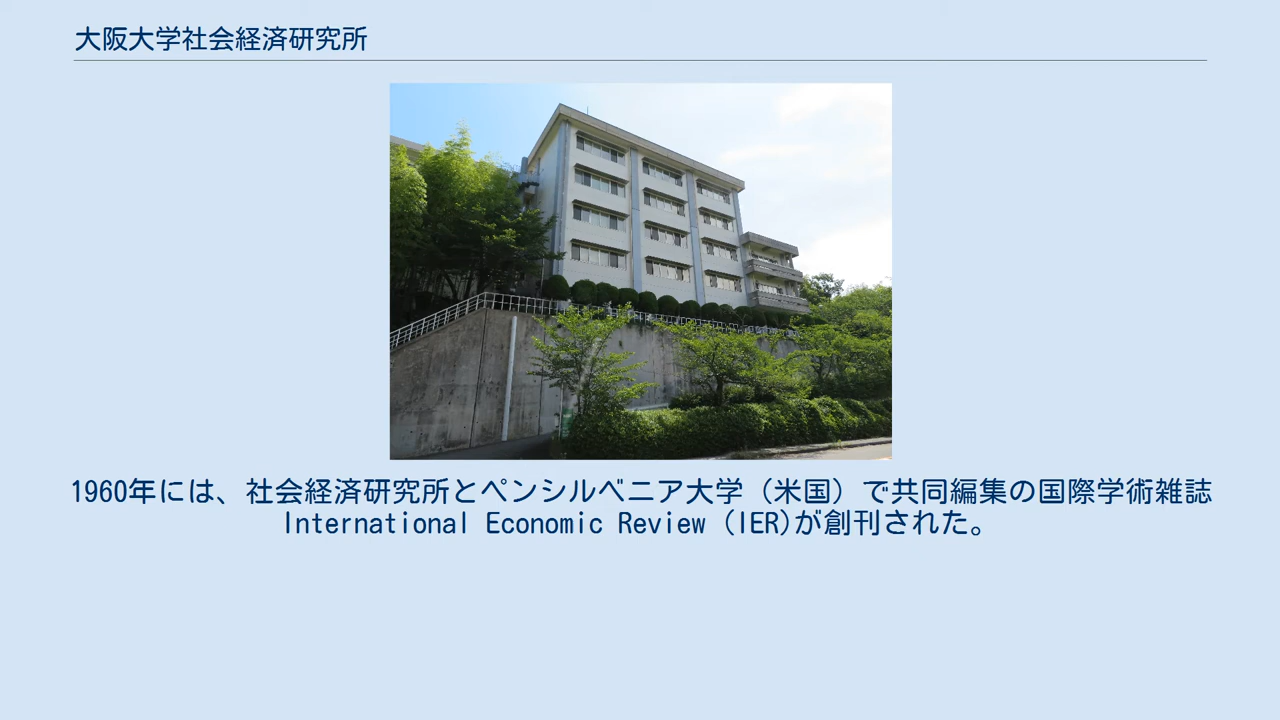 大阪大学社会経済研究所
1960年には、社会経済研究所とペンシルベニア大学（米国）で共同編集の国際学術雑誌
International Economic Review (IER)が創刊された。